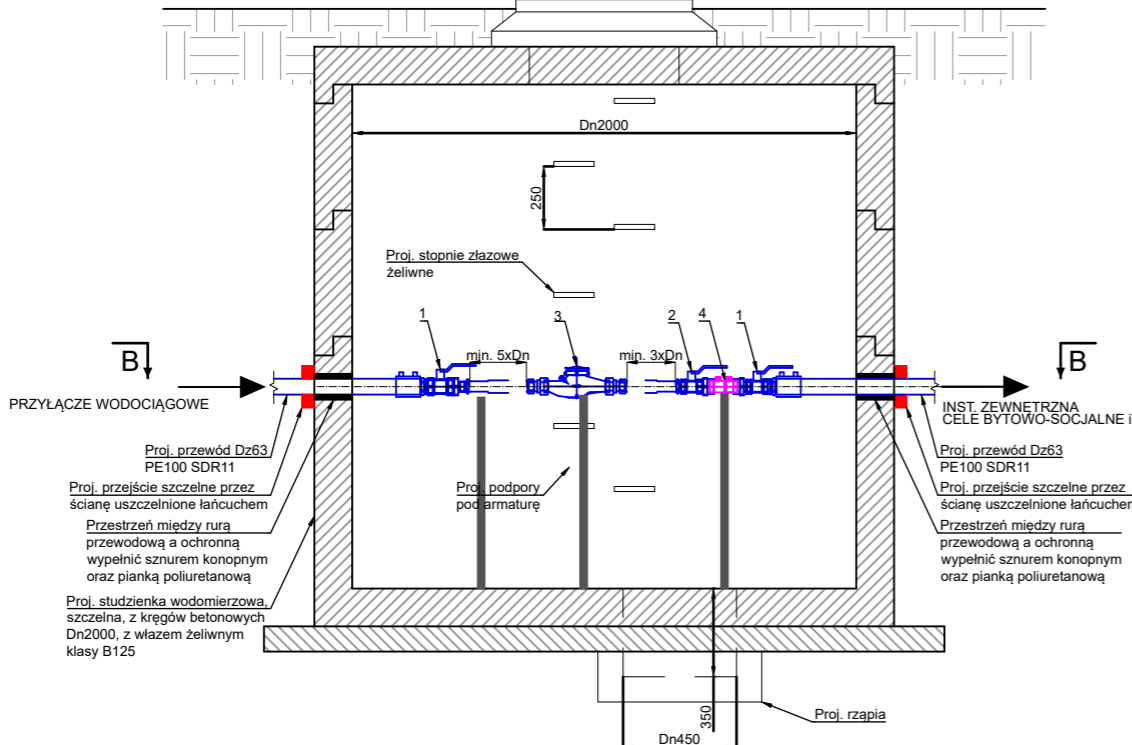 Dn2000
250
Proj. stopnie złazowe
żeliwne
1
3
2
4
1
min. 5xDn
min. 3xDn
B
B
PRZYŁĄCZE WODOCIĄGOWE
INST. ZEWNĘTRZNA
CELE BYTOWO-SOCJALNE i
Proj. przewód Dz63
PE100 SDR11
Proj. przejście szczelne przez
ścianę uszczelnione łańcuchem
Przestrzeń między rurą
przewodową a ochronną
wypełnić sznurem konopnym
oraz pianką poliuretanową
Proj. studzienka wodomierzowa,
szczelna, z kręgów betonowych
Dn2000, z włazem żeliwnym
klasy B125
Proj. podpory
pod armaturę
Proj. przewód Dz63
PE100 SDR11
Proj. przejście szczelne przez
ścianę uszczelnione łańcuchem
Przestrzeń między rurą
przewodową a ochronną
wypełnić sznurem konopnym
oraz pianką poliuretanową
350
Proj. rząpia
Dn450